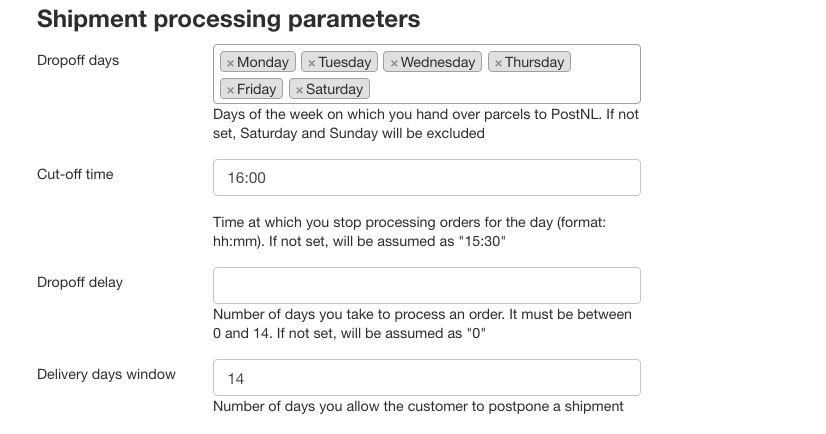 Shipment processing parameters
Dropoff days
× Monday × Tuesday × Wednesday × Thursday
× Friday × Saturday
Days of the week on which you hand over parcels to PostNL. If not
set, Saturday and Sunday will be excluded
Cut-off time
16:00
Time at which you stop processing orders for the day (format:
hh:mm). If not set, will be assumed as "15:30"
Dropoff delay
Number of days you take to process an order. It must be between
0 and 14. If not set, will be assumed as "0"
Delivery days window
14
Number of days you allow the customer to postpone a shipment